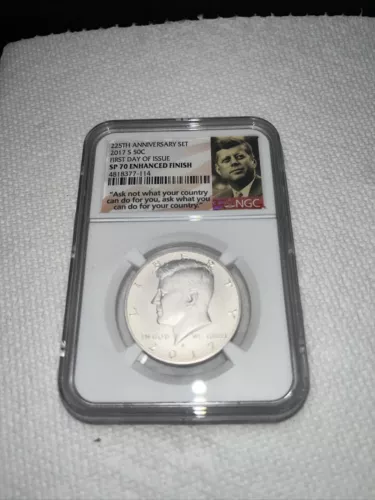 225TH ANNIVERSARY SET
2017 S 50C
FIRST DAY OF ISSUE
SP 70 ENHANCED FINISH
4818377-114
"Ask not what your country
can do for you, ask what you
can do for your country."
NGC
LIBERTY
IN GOD WE TRUST
S
2017